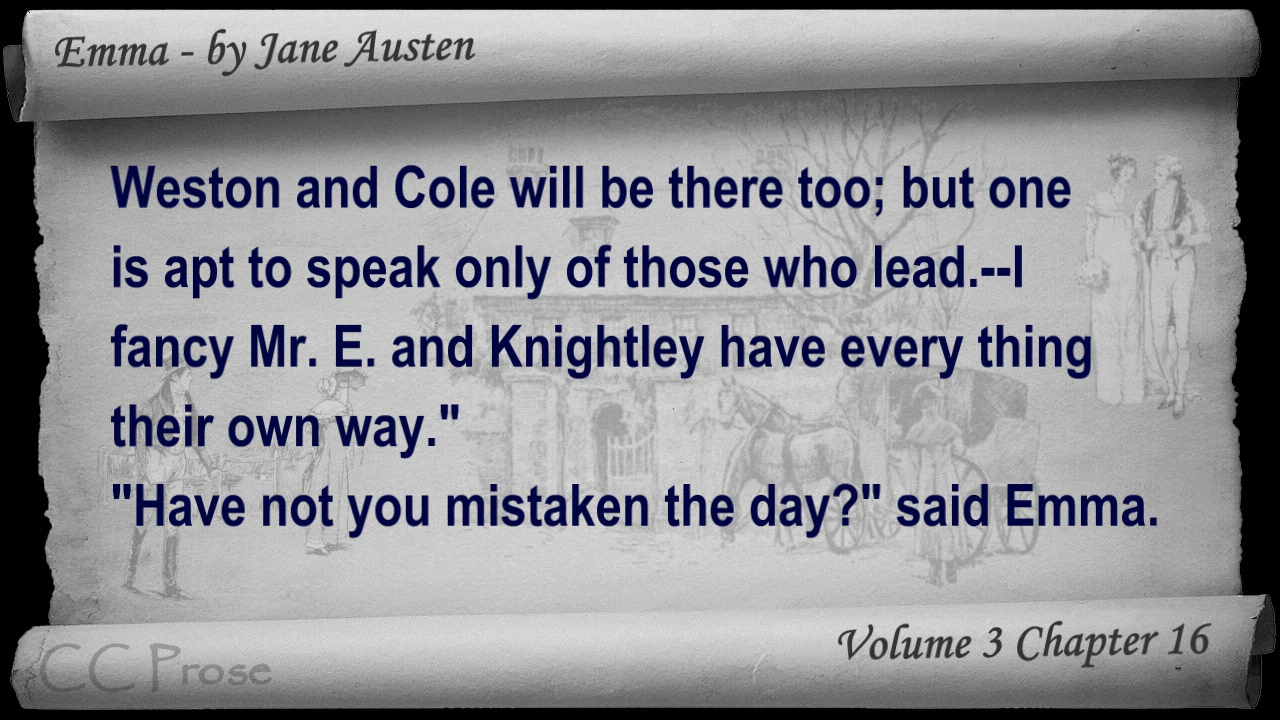 Emma - by Jane Austen
Weston and Cole will be there too; but one
is apt to speak only of those who lead.--I
fancy Mr. E. and Knightley have every thing
their own way."
"Have not you mistaken the day?" said Emma.
Volume 3 Chapter 16
CC Prose